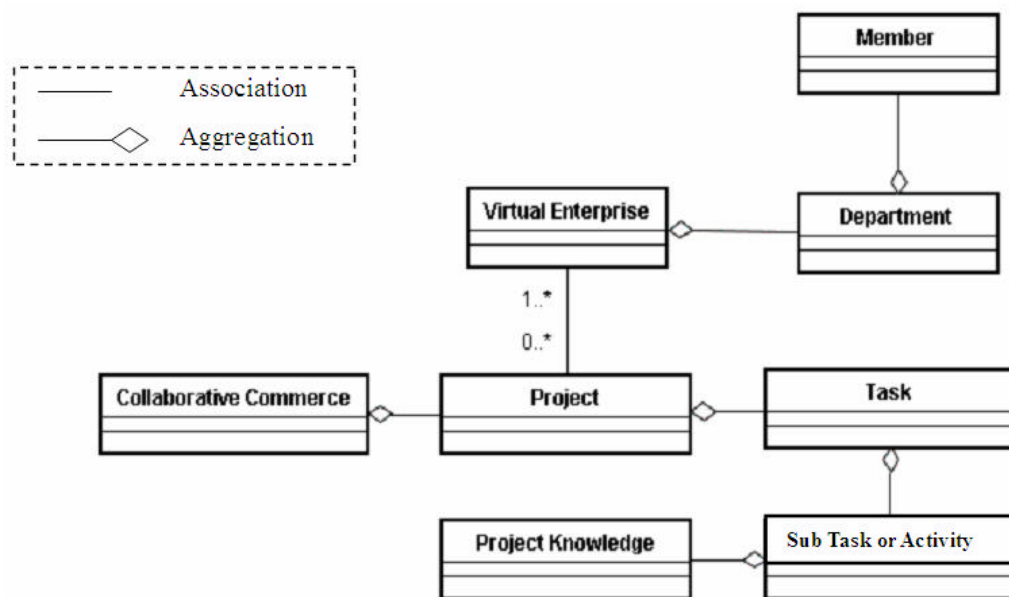 Member
Association
Aggregation
Virtual Enterprise
Department
1..*
0..*
Collaborative Commerce
Project
Task
Project Knowledge
Sub Task or Activity